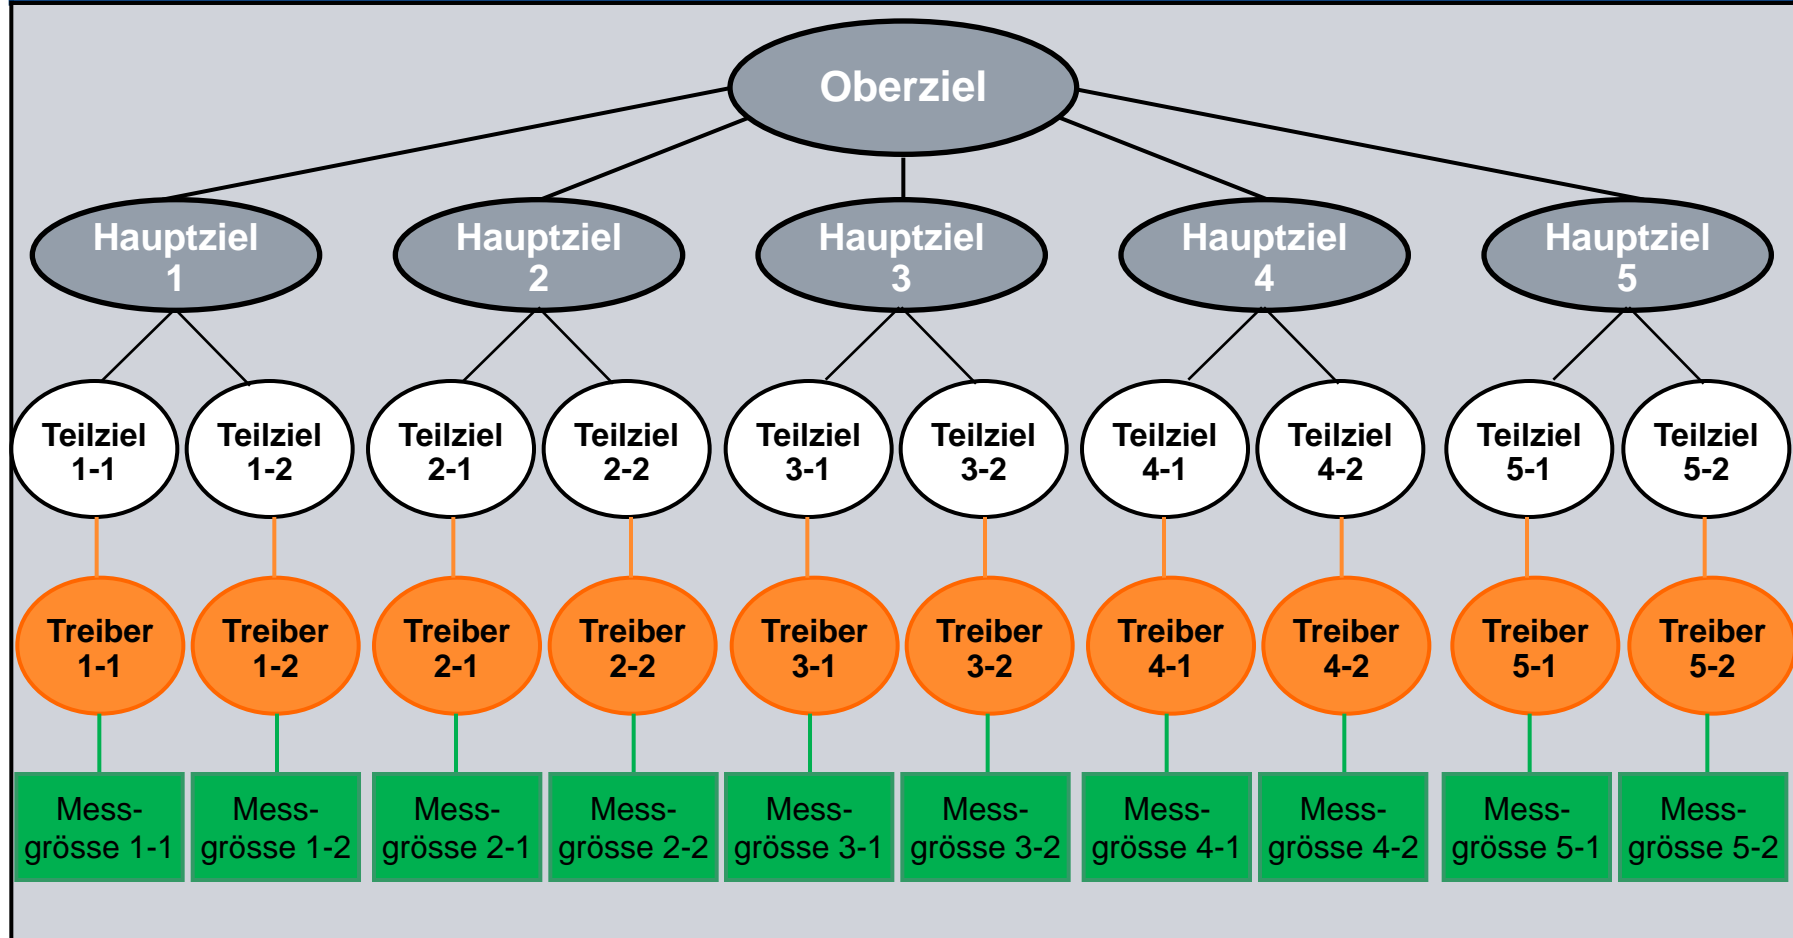 Oberziel
Hauptziel
1
Hauptziel
2
Hauptziel
3
Hauptziel
4
Hauptziel
5
Teilziel
1-1
Teilziel
1-2
Teilziel
2-1
Teilziel
2-2
Teilziel
3-1
Teilziel
3-2
Teilziel
4-1
Teilziel
4-2
Teilziel
5-1
Teilziel
5-2
Treiber
1-1
Treiber
1-2
Treiber
2-1
Treiber
2-2
Treiber
3-1
Treiber
3-2
Treiber
4-1
Treiber
4-2
Treiber
5-1
Treiber
5-2
Mess-
grösse 1-1
Mess-
grösse 1-2
Mess-
grösse 2-1
Mess-
grösse 2-2
Mess-
grösse 3-1
Mess-
grösse 3-2
Mess-
grösse 4-1
Mess-
grösse 4-2
Mess-
grösse 5-1
Mess-
grösse 5-2